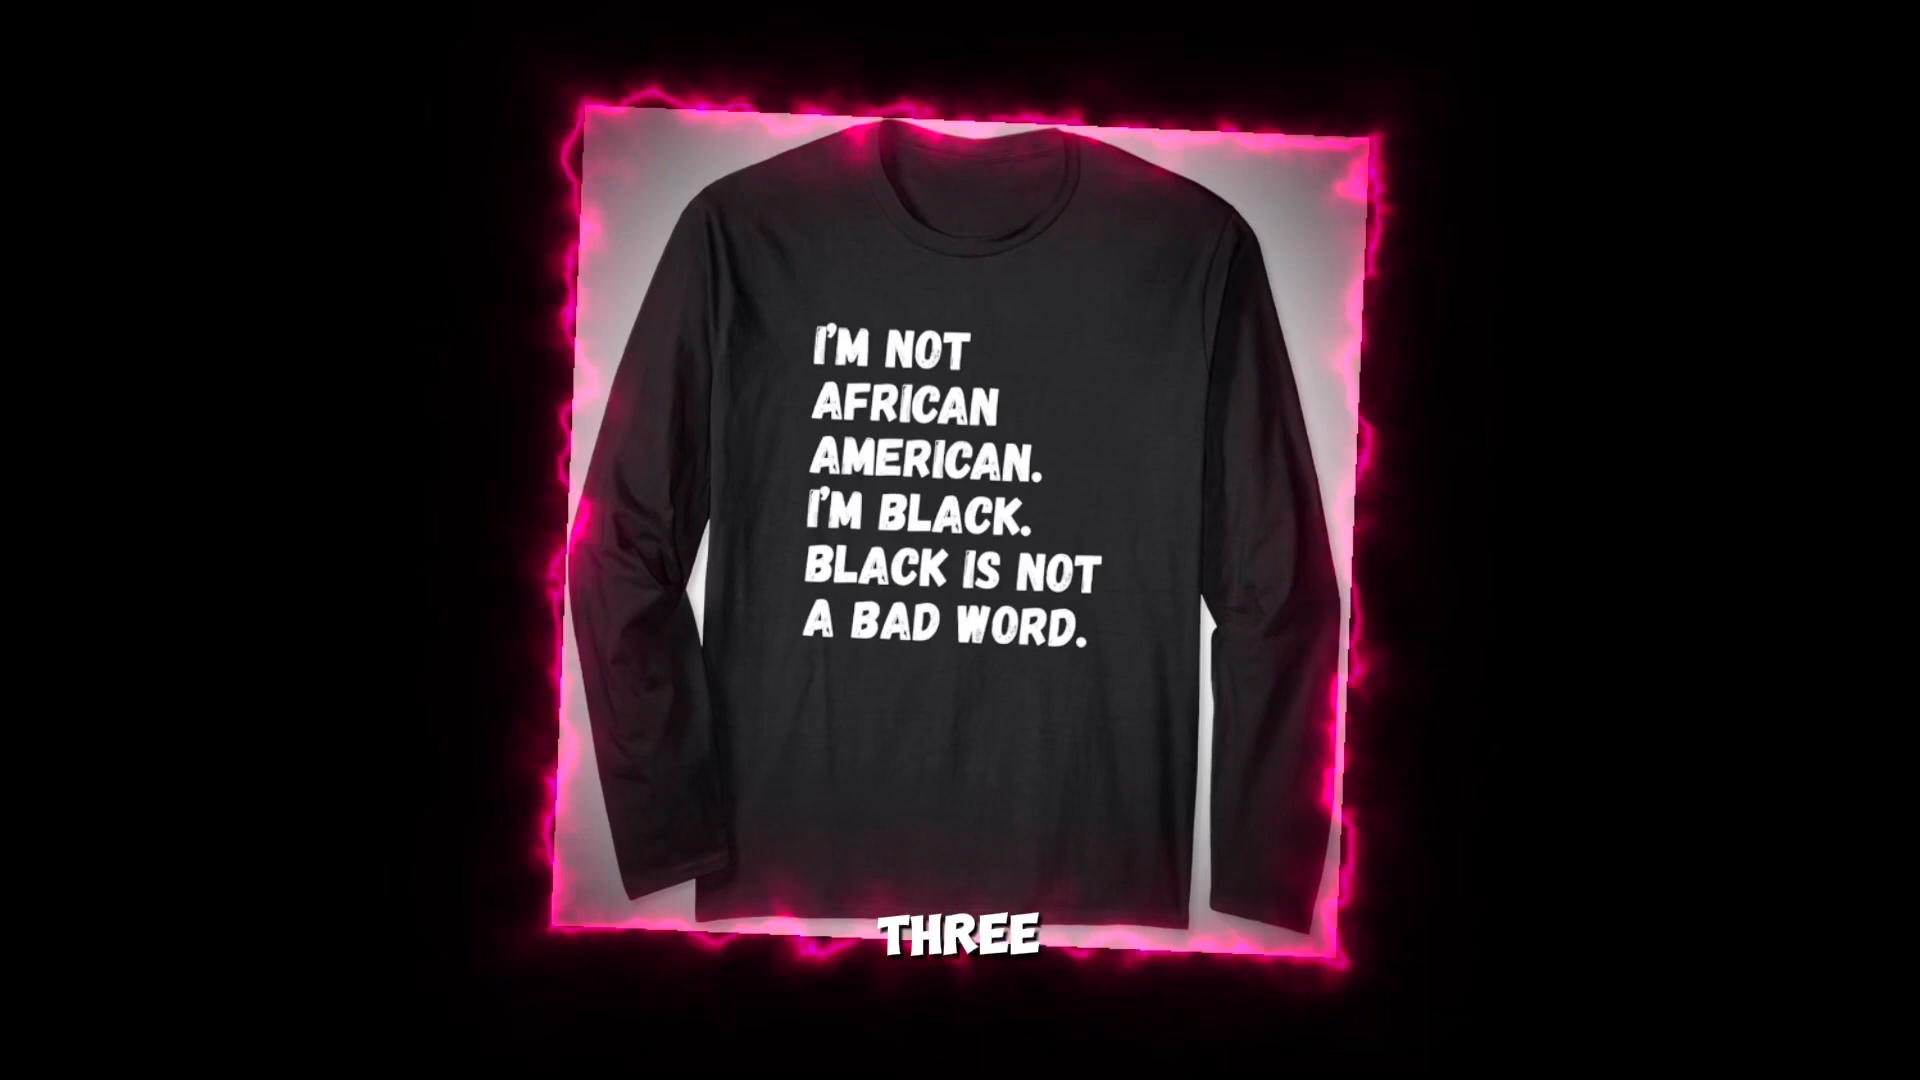 I'M NOT
AFRICAN
AMERICAN.
I'M BLACK.
BLACK IS NOT
A BAD WORD.
THREE